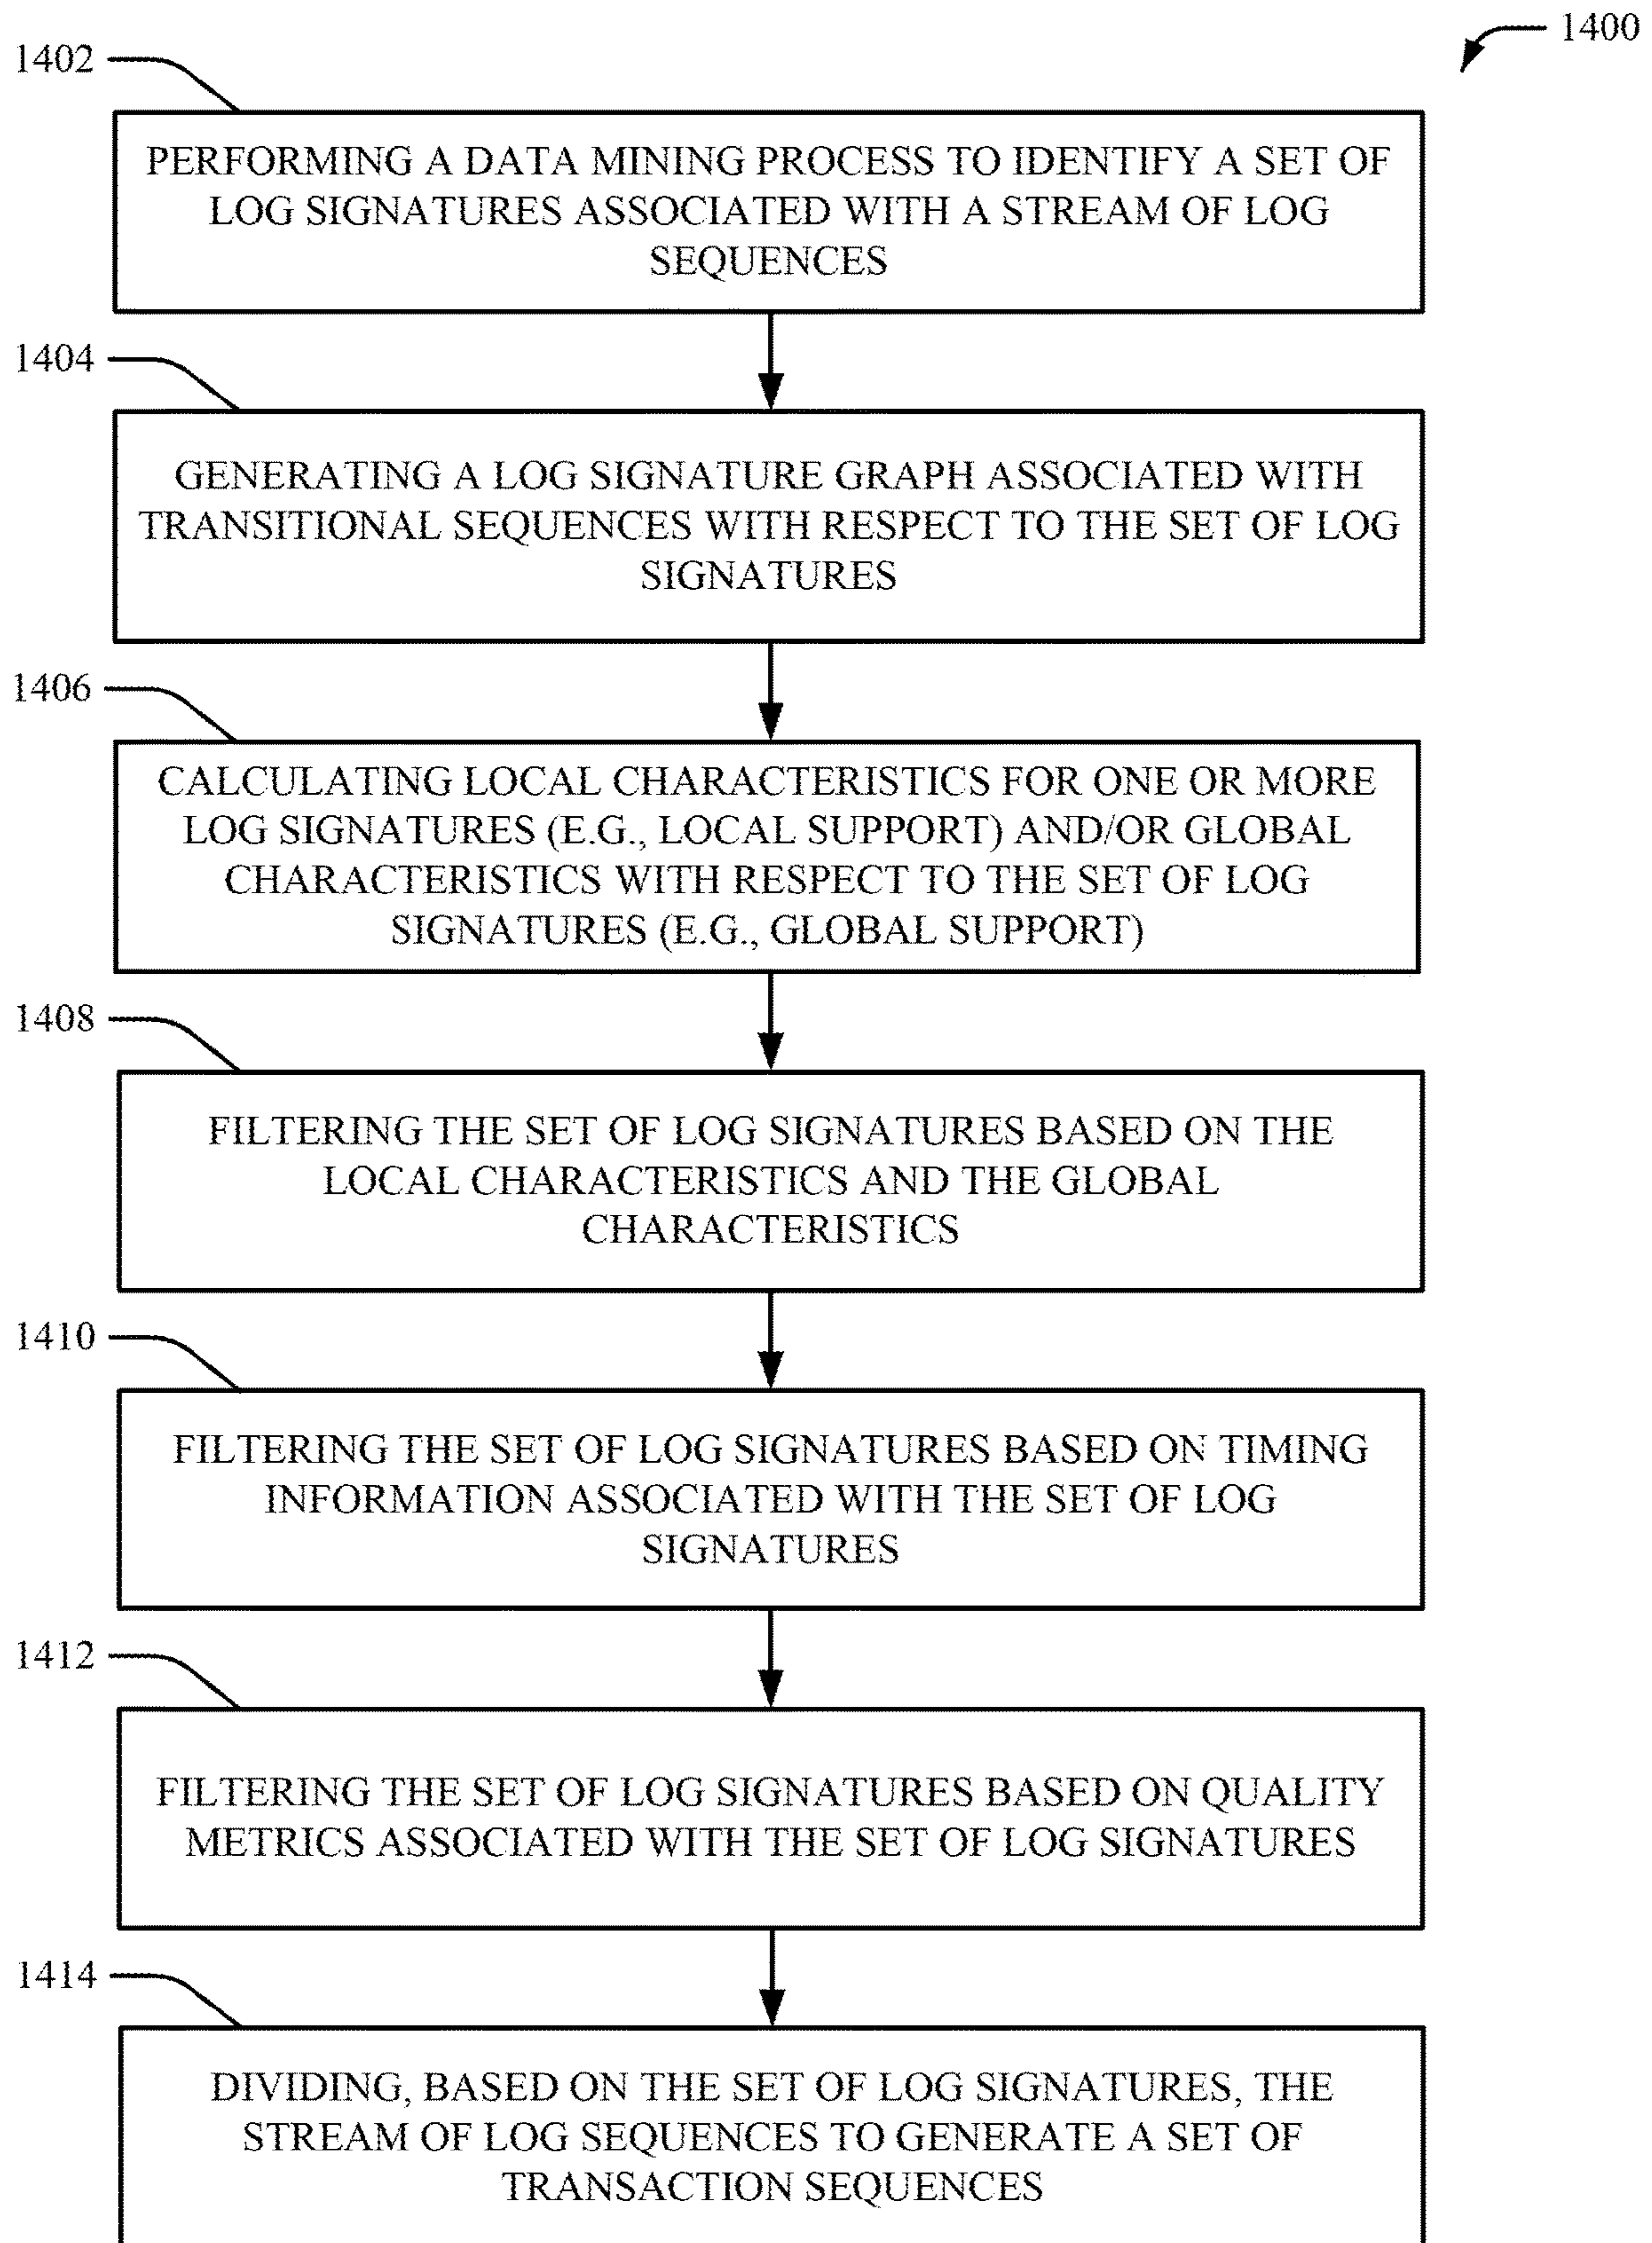 1400
1402
PERFORMING A DATA MINING PROCESS TO IDENTIFY A SET OF
LOG SIGNATURES ASSOCIATED WITH A STREAM OF LOG
SEQUENCES
1404
GENERATING A LOG SIGNATURE GRAPH ASSOCIATED WITH
TRANSITIONAL SEQUENCES WITH RESPECT TO THE SET OF LOG
SIGNATURES
1406
CALCULATING LOCAL CHARACTERISTICS FOR ONE OR MORE
LOG SIGNATURES (E.G., LOCAL SUPPORT) AND/OR GLOBAL
CHARACTERISTICS WITH RESPECT TO THE SET OF LOG
SIGNATURES (E.G., GLOBAL SUPPORT)
1408
FILTERING THE SET OF LOG SIGNATURES BASED ON THE
LOCAL CHARACTERISTICS AND THE GLOBAL
CHARACTERISTICS
1410
FILTERING THE SET OF LOG SIGNATURES BASED ON TIMING
INFORMATION ASSOCIATED WITH THE SET OF LOG
SIGNATURES
1412
FILTERING THE SET OF LOG SIGNATURES BASED ON QUALITY
METRICS ASSOCIATED WITH THE SET OF LOG SIGNATURES
1414
DIVIDING, BASED ON THE SET OF LOG SIGNATURES, THE
STREAM OF LOG SEQUENCES TO GENERATE A SET OF
TRANSACTION SEQUENCES